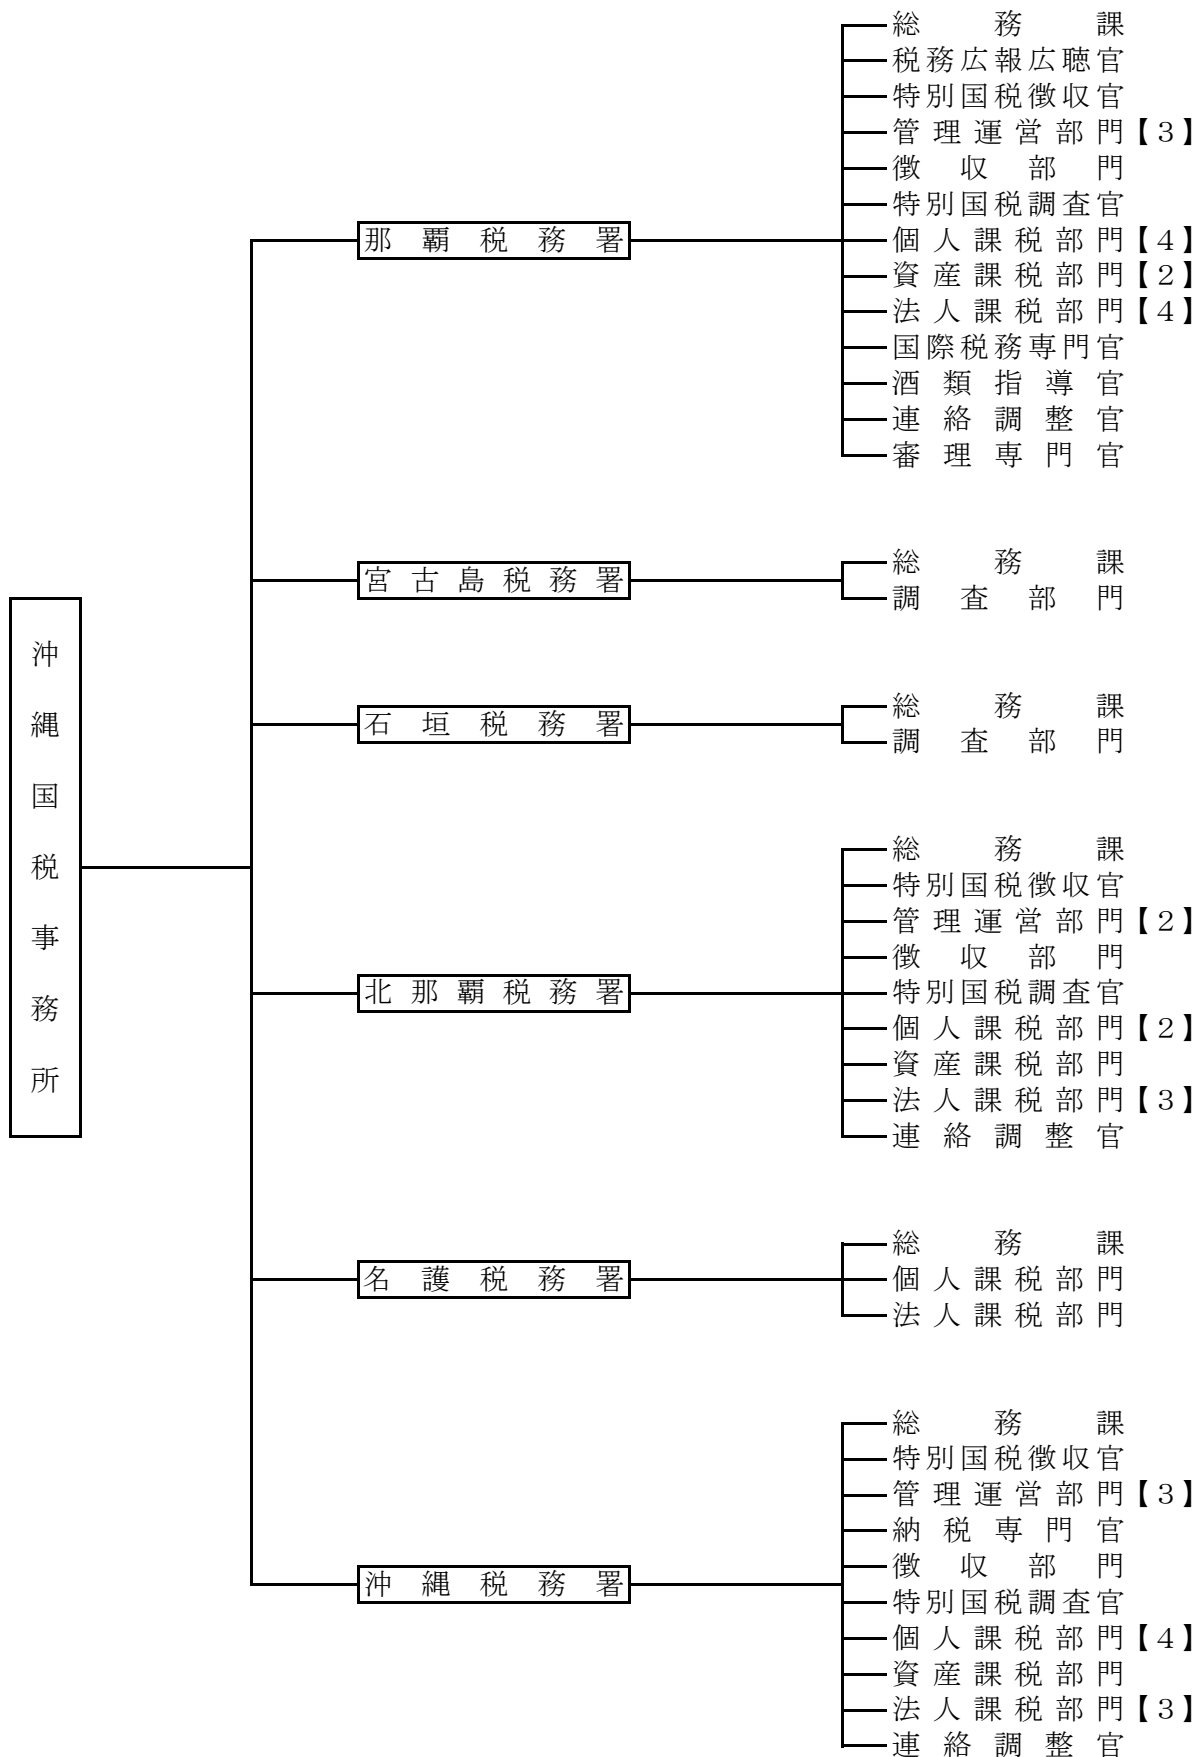 沖縄国税事務所
那覇税務署
総務課
税務広報広聴官
特別国税徴収官
管理運営部門【3】
徴収部門
特別国税調査官
個人課税部門【4】
資産課税部門【2】
法人課税部門【4】
国際税務専門官
酒類指導官
連絡調整官
審理専門官
宮古島税務署
総務課
調査部門
石垣税務署
総務課
調査部門
北那覇税務署
総務課
特別国税徴収官
管理運営部門【2】
徴収部門
特別国税調査官
個人課税部門【2】
資産課税部門
法人課税部門【3】
連絡調整官
名護税務署
総務課
個人課税部門
法人課税部門
沖縄税務署
総務課
特別国税徴収官
管理運営部門【3】
納税専門官
徴収部門
特別国税調査官
個人課税部門【4】
資産課税部門
法人課税部門【3】
連絡調整官